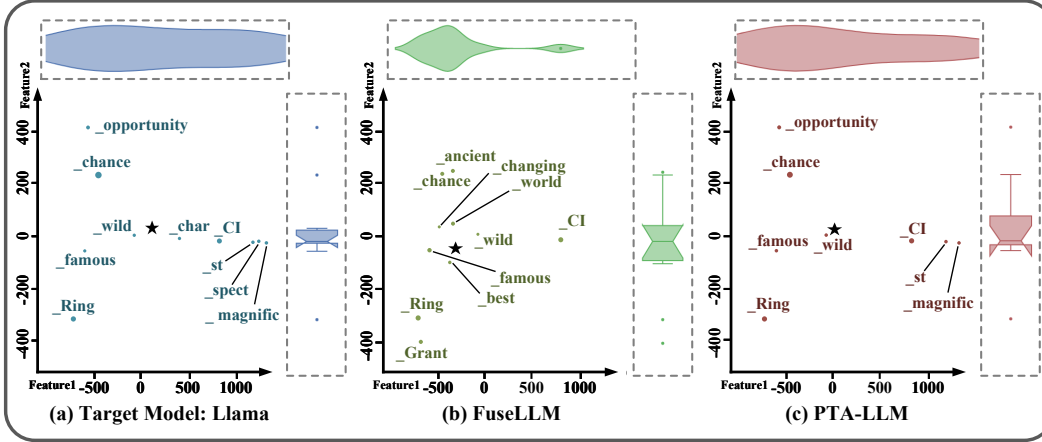 Feature2
400
200
0
-200
-400
_opportunity
_chance
_wild
_char
_CI
_famous
_st
_spect
_ magnific
_Ring
Feature1
-500
0
500
1000
(a) Target Model: Llama
Feature2
400
200
0
-200
-400
_ancient
_changing
_chance
_world
_CI
_wild
_famous
_best
_Ring
_Grant
Feature1
-500
0
500
1000
(b) FuseLLM
Feature2
400
200
0
-200
-400
_opportunity
_chance
_CI
_famous
_wild
_st
_ magnific
_Ring
Feature1
-500
0
500
1000
(c) PTA-LLM